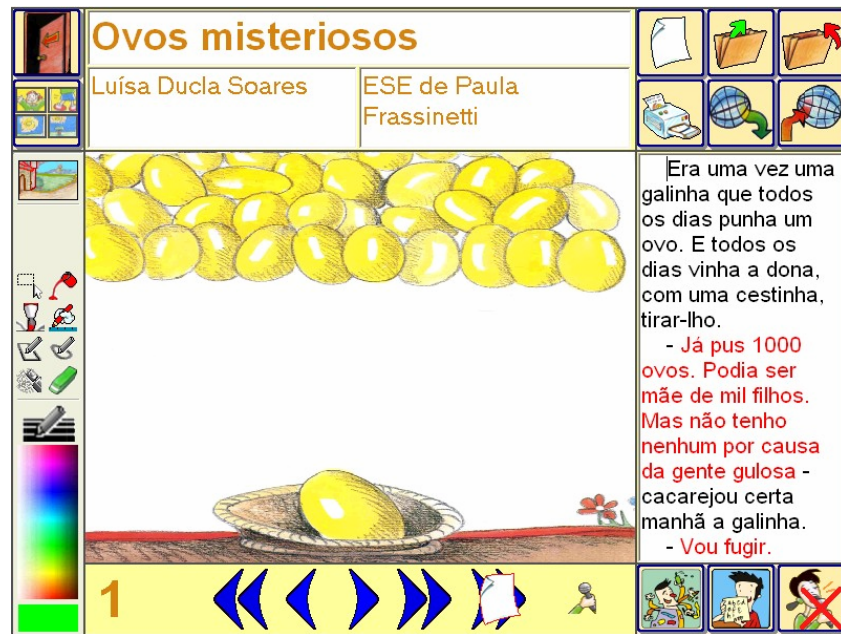 Ovos misteriosos
Luísa Ducla Soares
ESE de Paula
Frassinetti
Era uma vez uma
galinha que todos
os dias punha um
ovo. E todos os
dias vinha a dona,
com uma cestinha,
tirar-lho.
- Já pus 1000
ovos. Podia ser
mãe de mil filhos.
Mas não tenho
nenhum por causa
da gente gulosa -
cacarejou certa
manhã a galinha.
- Vou fugir.
1